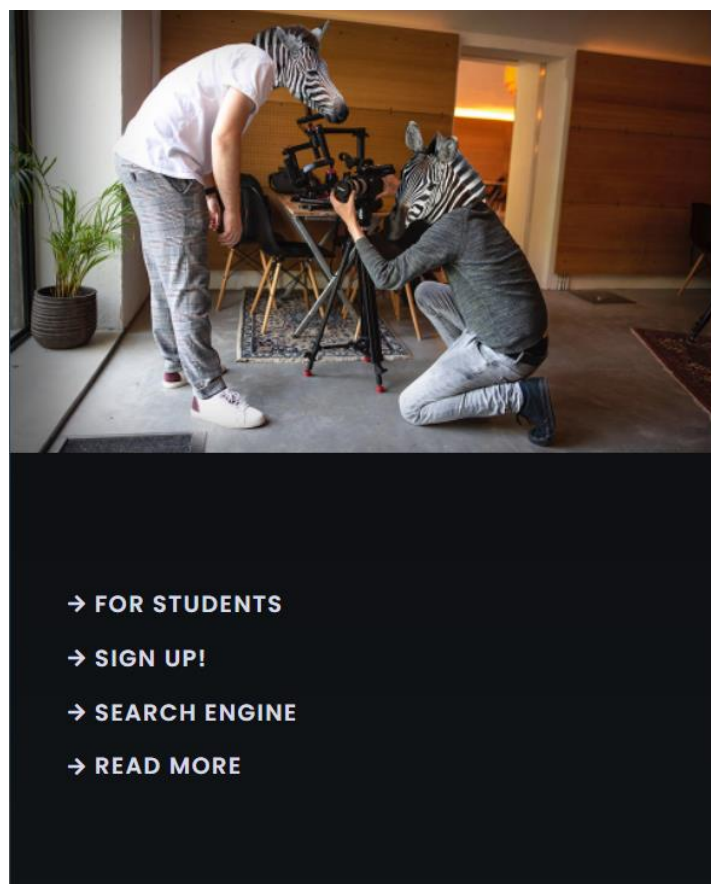 → FOR STUDENTS
→ SIGN UP!
→ SEARCH ENGINE
→ READ MORE